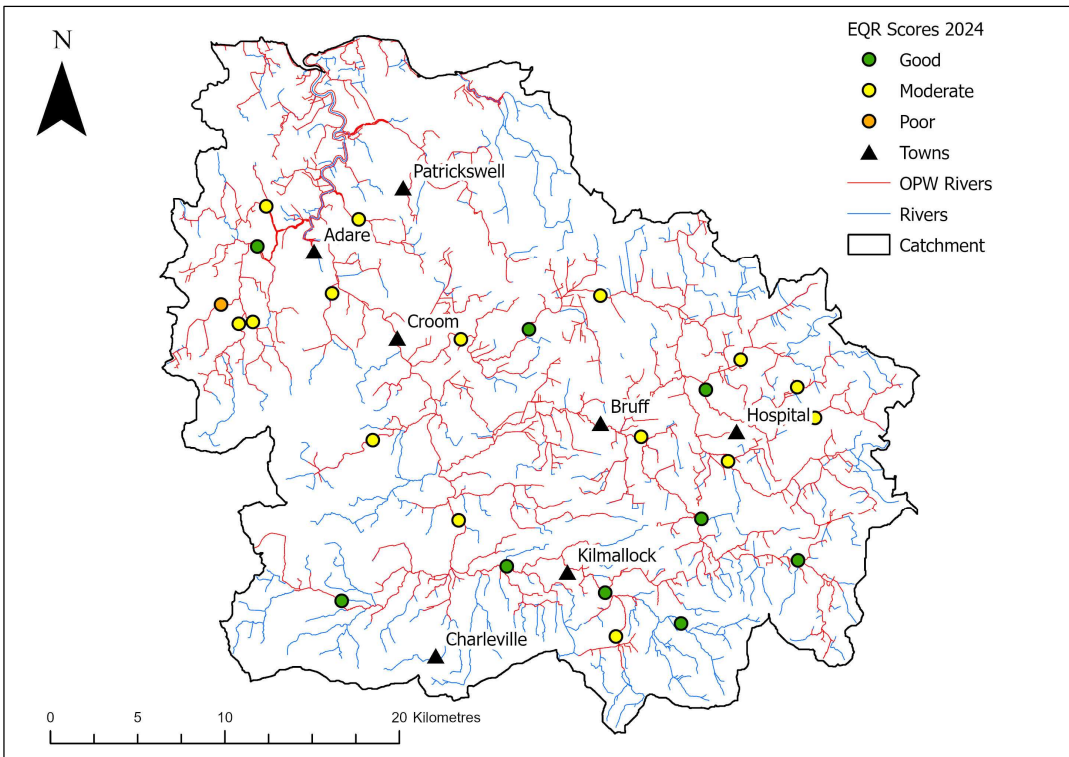 N
EQR Scores 2024
Good
Moderate
Poor
Towns
OPW Rivers
Rivers
Catchment
Patrickswell
Adare
Croom
Bruff
Hospital
Kilmallock
Charleville
0 5 10 20 Kilometres